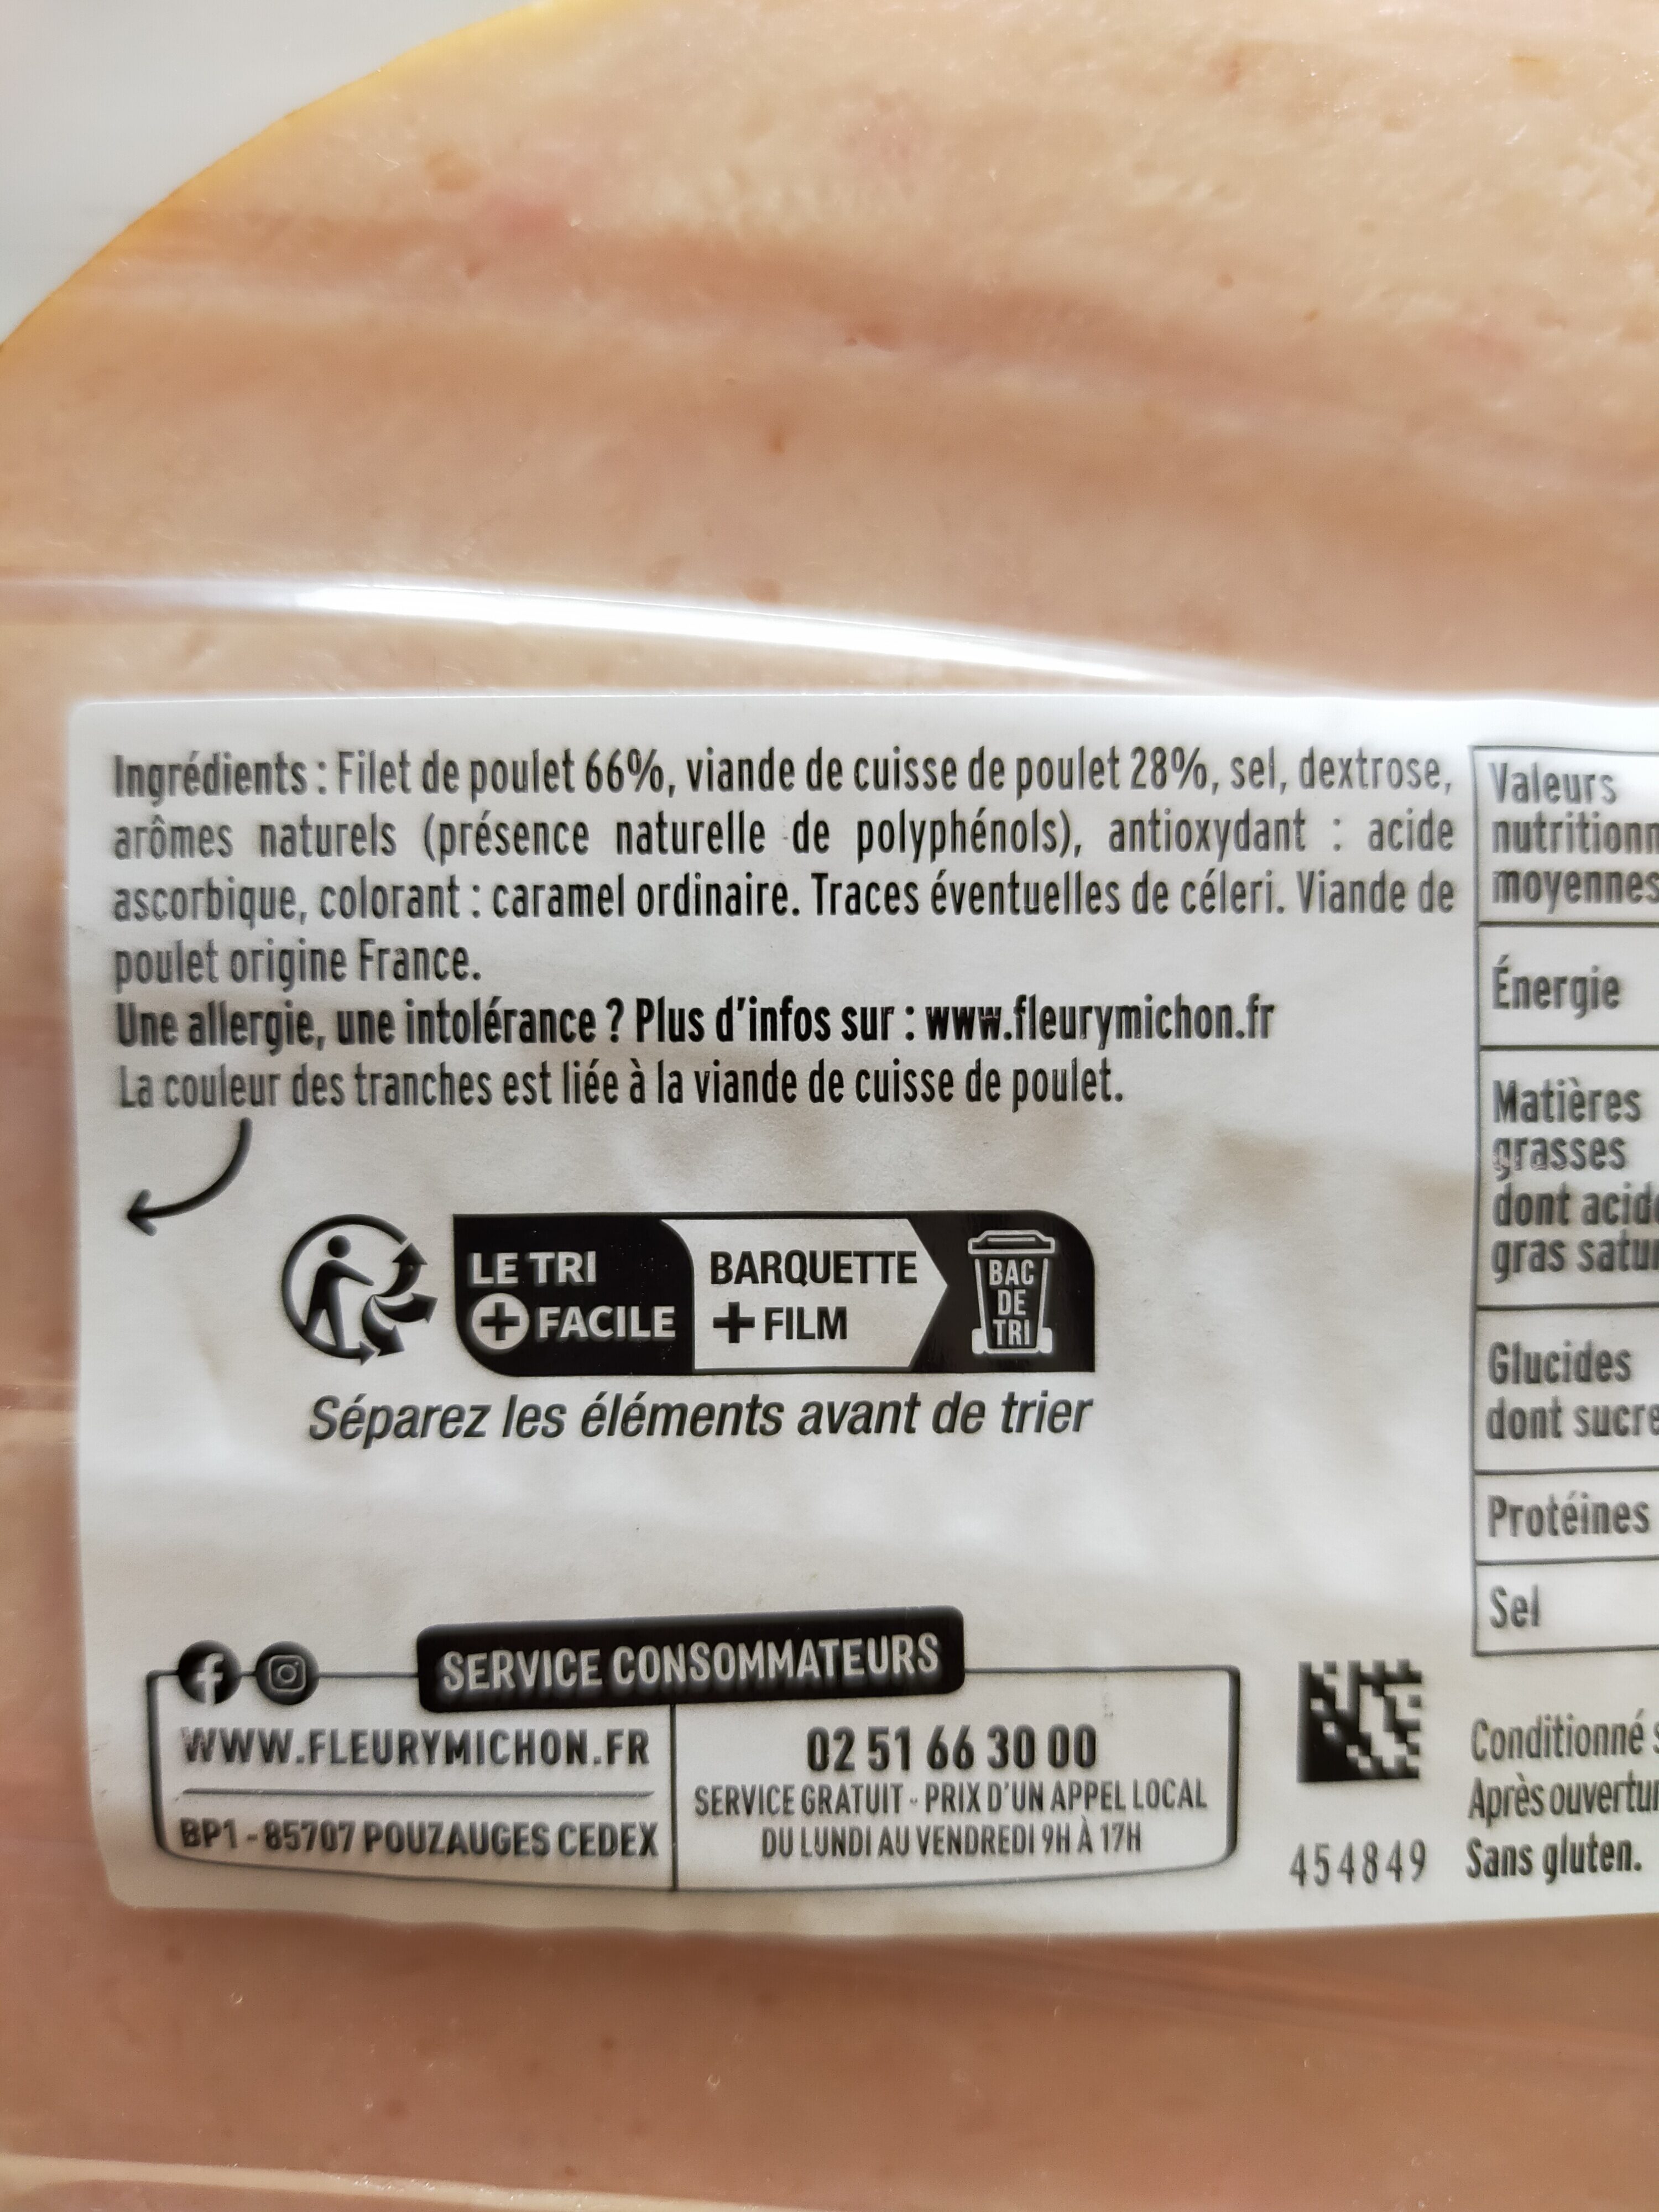 Ingrédients : Filet de poulet 66%, viande de cuisse de poulet 28%, sel, dextrose,
arômes naturels (présence naturelle de polyphénols), antioxydant : acide
ascorbique, colorant : caramel ordinaire. Traces éventuelles de céleri. Viande de
poulet origine France.
Une allergie, une intolérance ? Plus d'infos sur : www.fleurymichon.fr
La couleur des tranches est liée à la viande de cuisse de poulet.
LE TRI
+ FACILE
BARQUETTE
+ FILM
BAC
DE
TRI
Séparez les éléments avant de trier
SERVICE CONSOMMATEURS
WWW.FLEURYMICHON.FR
BP1 - 85707 POUZAUGES CEDEX
02 51 66 30 00
SERVICE GRATUIT - PRIX D'UN APPEL LOCAL
DU LUNDI AU VENDREDI 9H À 17H
454849
Valeurs
nutritionn
moyennes
Énergie
Matières
grasses
dont acide
gras satur
Glucides
dont sucre
Protéines
Sel
Conditionné s
Après ouvertur
Sans gluten.